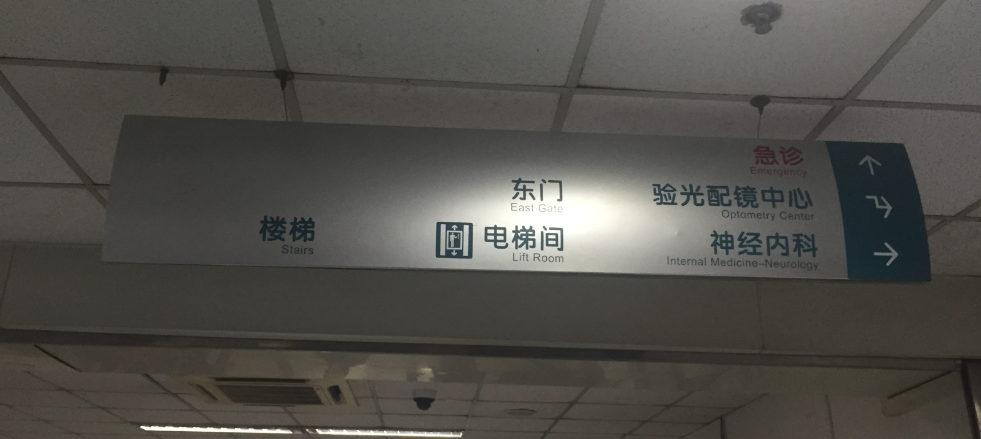 急诊
Emergency
东门 验光配镜中心
East Gate Optometry Center
楼梯 电梯间 神经内科
Stairs Lift Room Internal Medicine-Neurology